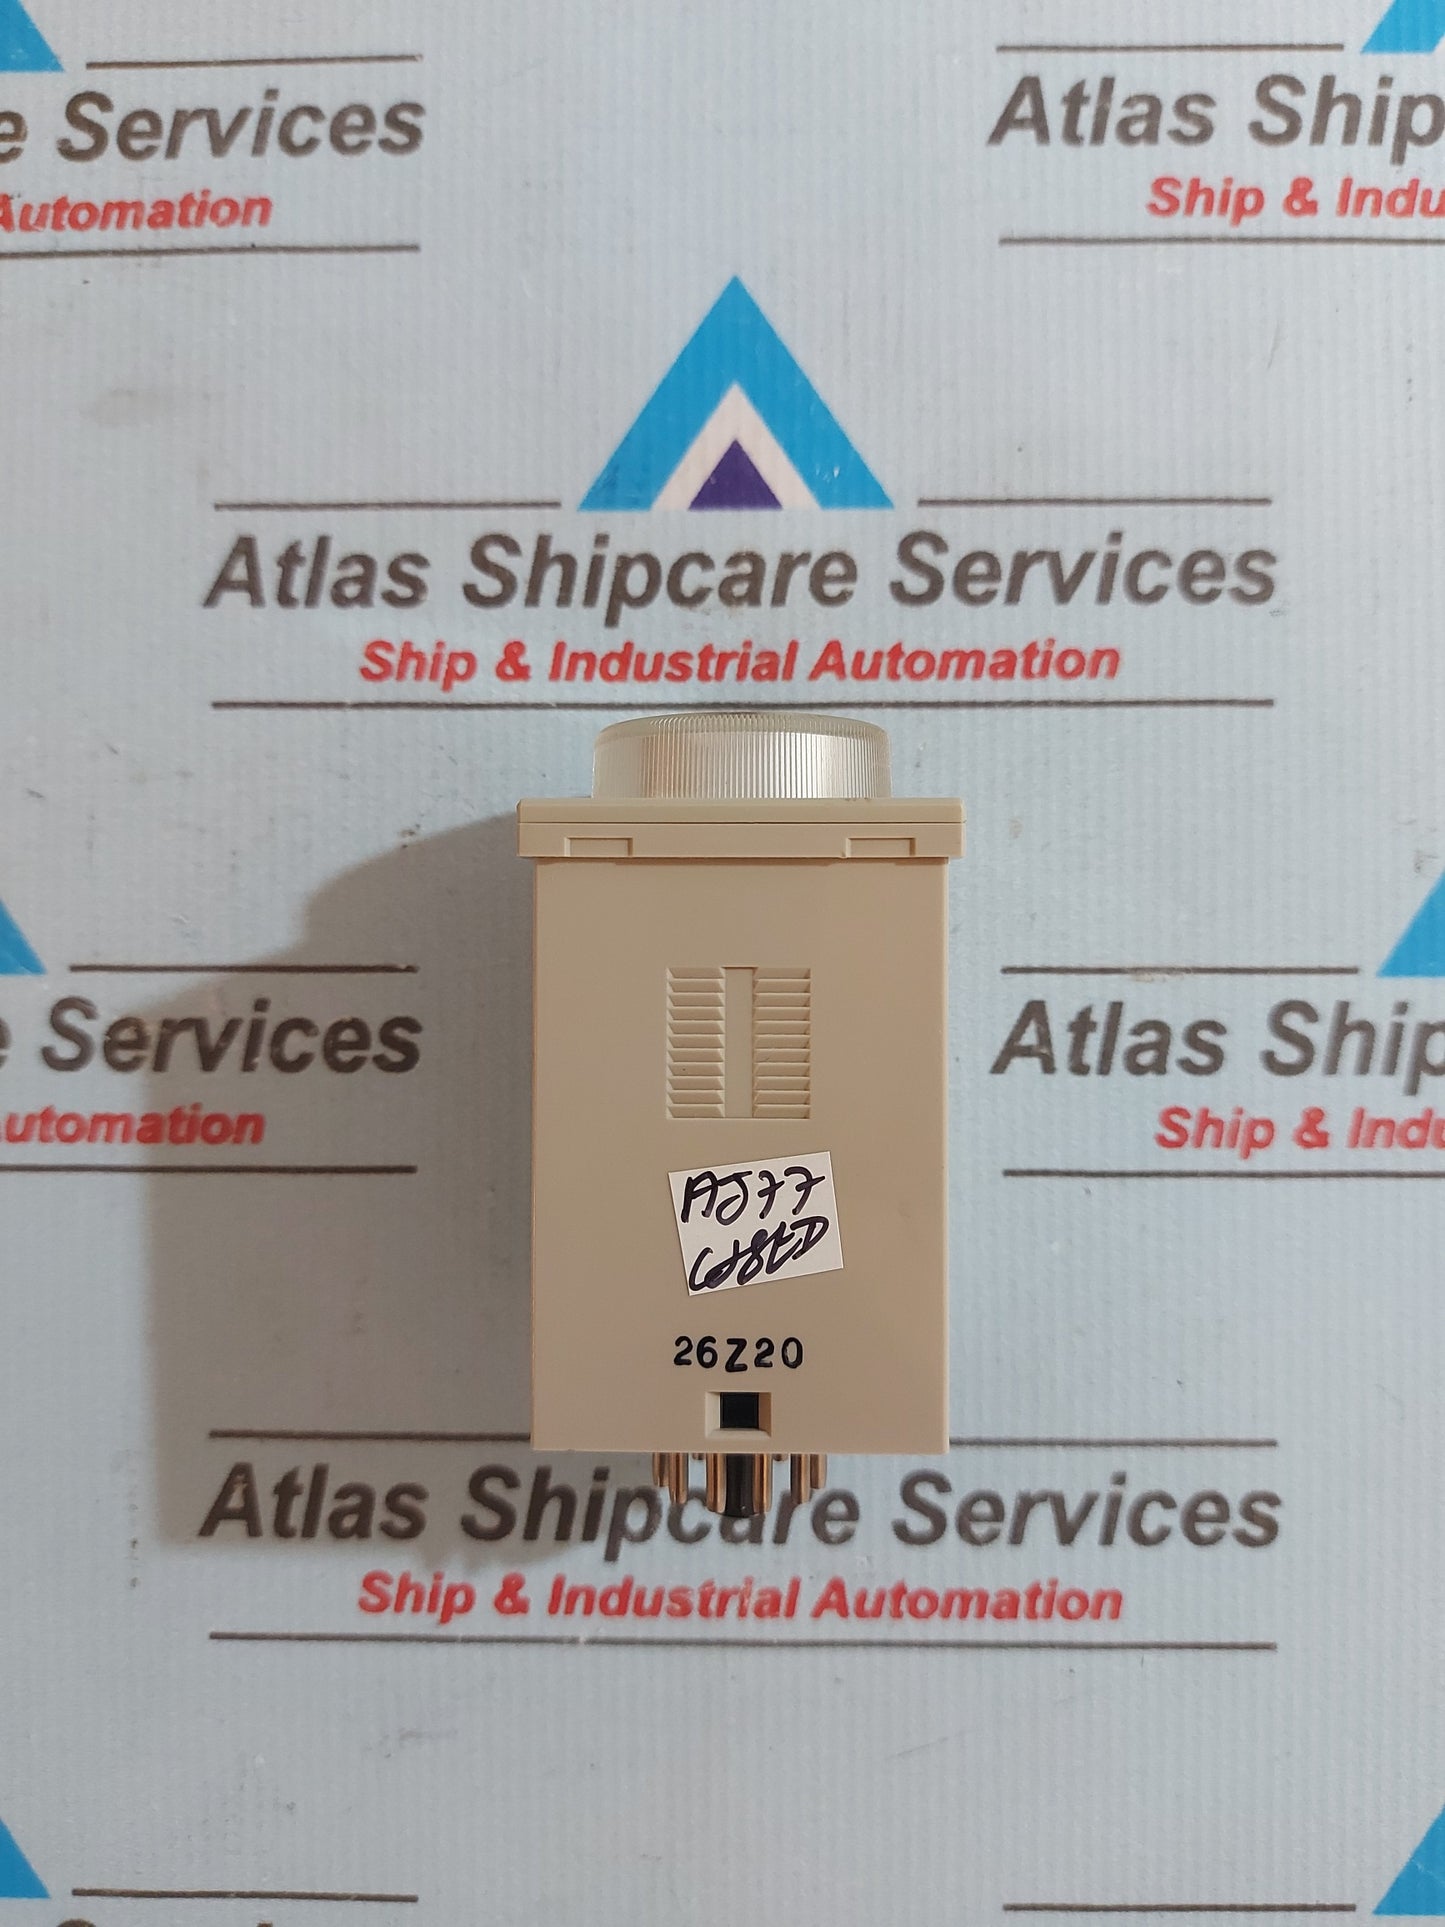 e Services
Automation
Atlas Ship
Ship & Indu
Atlas Shipcare Services
Ship & Industrial Automation
e Services
utomation
Atlas Ship
Ship & Indu
AJ77
USED
26Z20
Atlas Shipcare Services
Ship & Industrial Automation